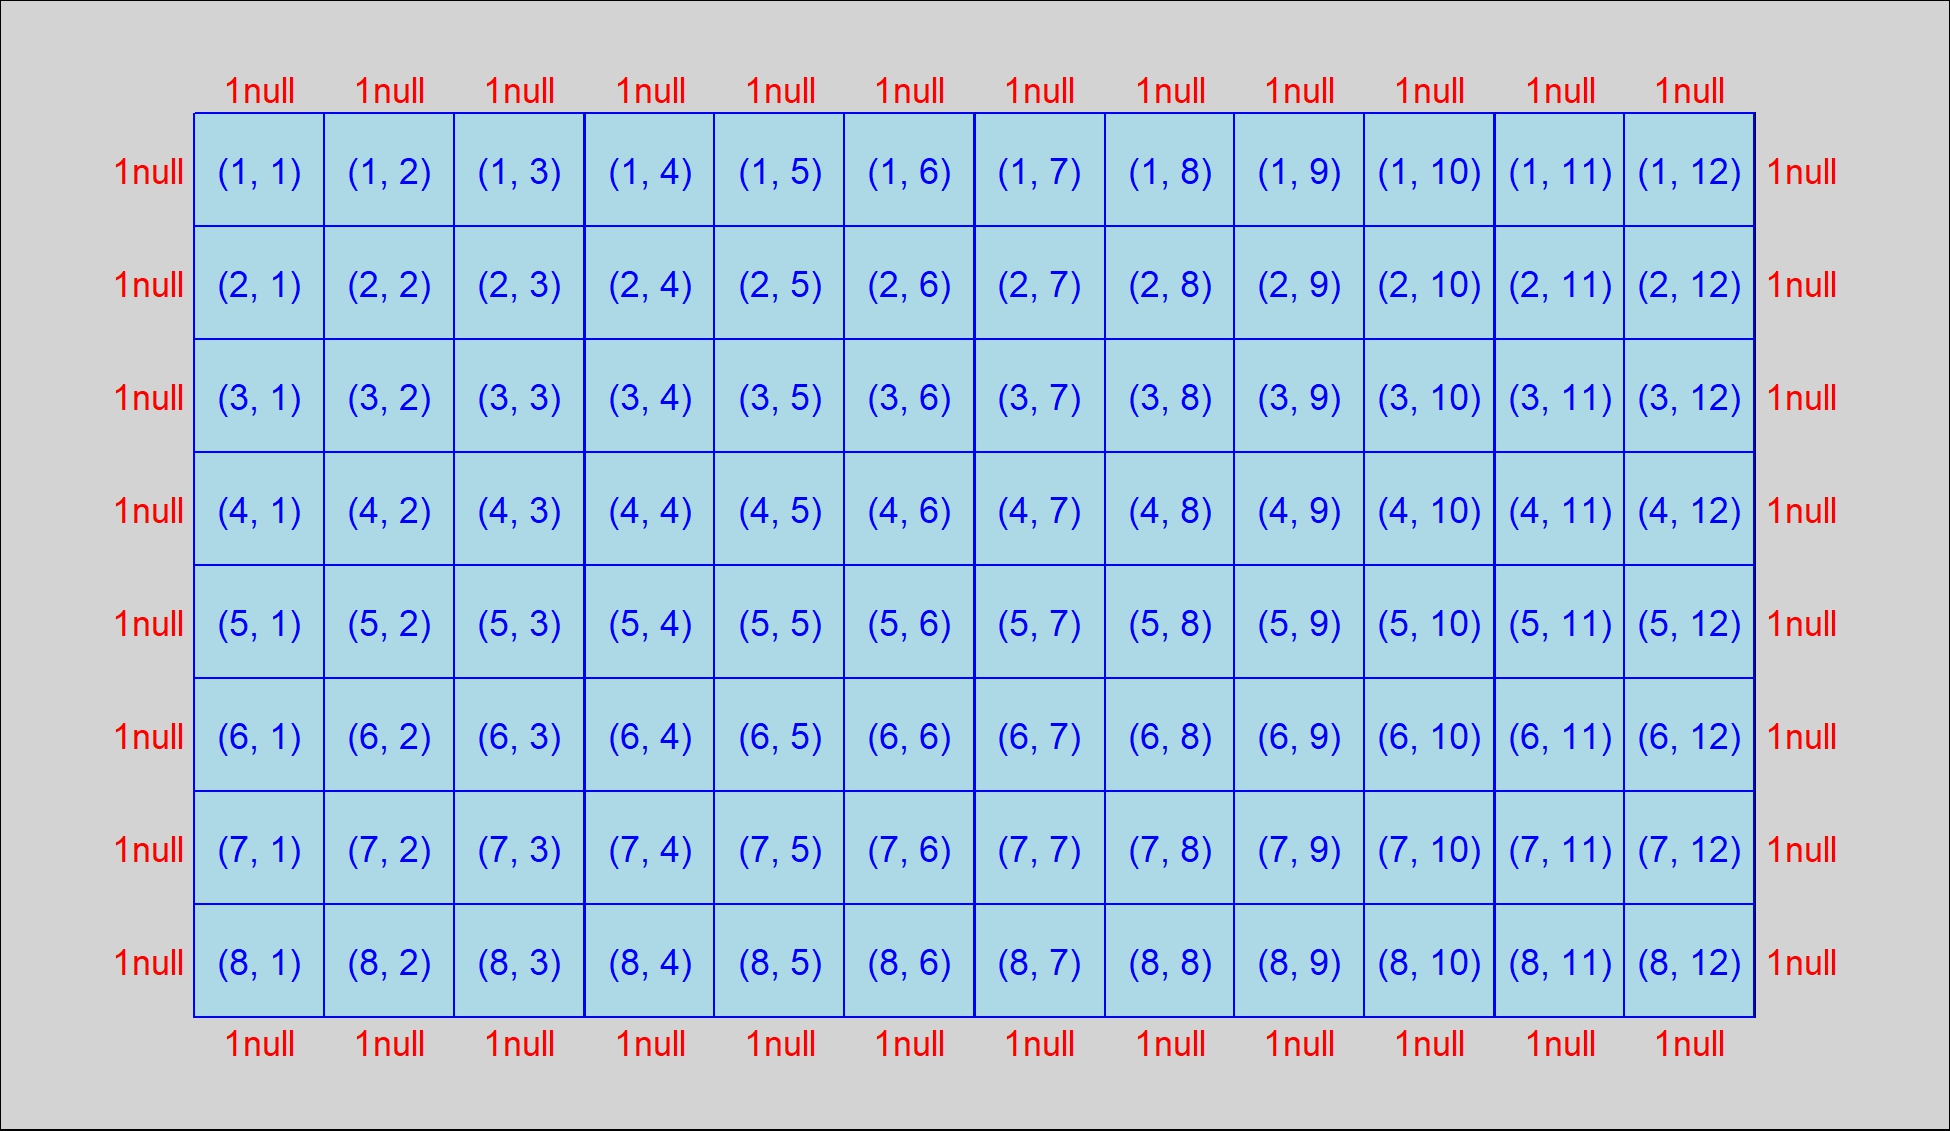 1null 1null 1null 1null 1null 1null 1null 1null 1null 1null 1null 1null
1null (1, 1) (1, 2) (1, 3) (1, 4) (1, 5) (1, 6) (1, 7) (1, 8) (1, 9) (1, 10) (1, 11) (1, 12) 1null
1null (2, 1) (2, 2) (2, 3) (2, 4) (2, 5) (2, 6) (2, 7) (2, 8) (2, 9) (2, 10) (2, 11) (2, 12) 1null
1null (3, 1) (3, 2) (3, 3) (3, 4) (3, 5) (3, 6) (3, 7) (3, 8) (3, 9) (3, 10) (3, 11) (3, 12) 1null
1null (4, 1) (4, 2) (4, 3) (4, 4) (4, 5) (4, 6) (4, 7) (4, 8) (4, 9) (4, 10) (4, 11) (4, 12) 1null
1null (5, 1) (5, 2) (5, 3) (5, 4) (5, 5) (5, 6) (5, 7) (5, 8) (5, 9) (5, 10) (5, 11) (5, 12) 1null
1null (6, 1) (6, 2) (6, 3) (6, 4) (6, 5) (6, 6) (6, 7) (6, 8) (6, 9) (6, 10) (6, 11) (6, 12) 1null
1null (7, 1) (7, 2) (7, 3) (7, 4) (7, 5) (7, 6) (7, 7) (7, 8) (7, 9) (7, 10) (7, 11) (7, 12) 1null
1null (8, 1) (8, 2) (8, 3) (8, 4) (8, 5) (8, 6) (8, 7) (8, 8) (8, 9) (8, 10) (8, 11) (8, 12) 1null
1null 1null 1null 1null 1null 1null 1null 1null 1null 1null 1null 1null